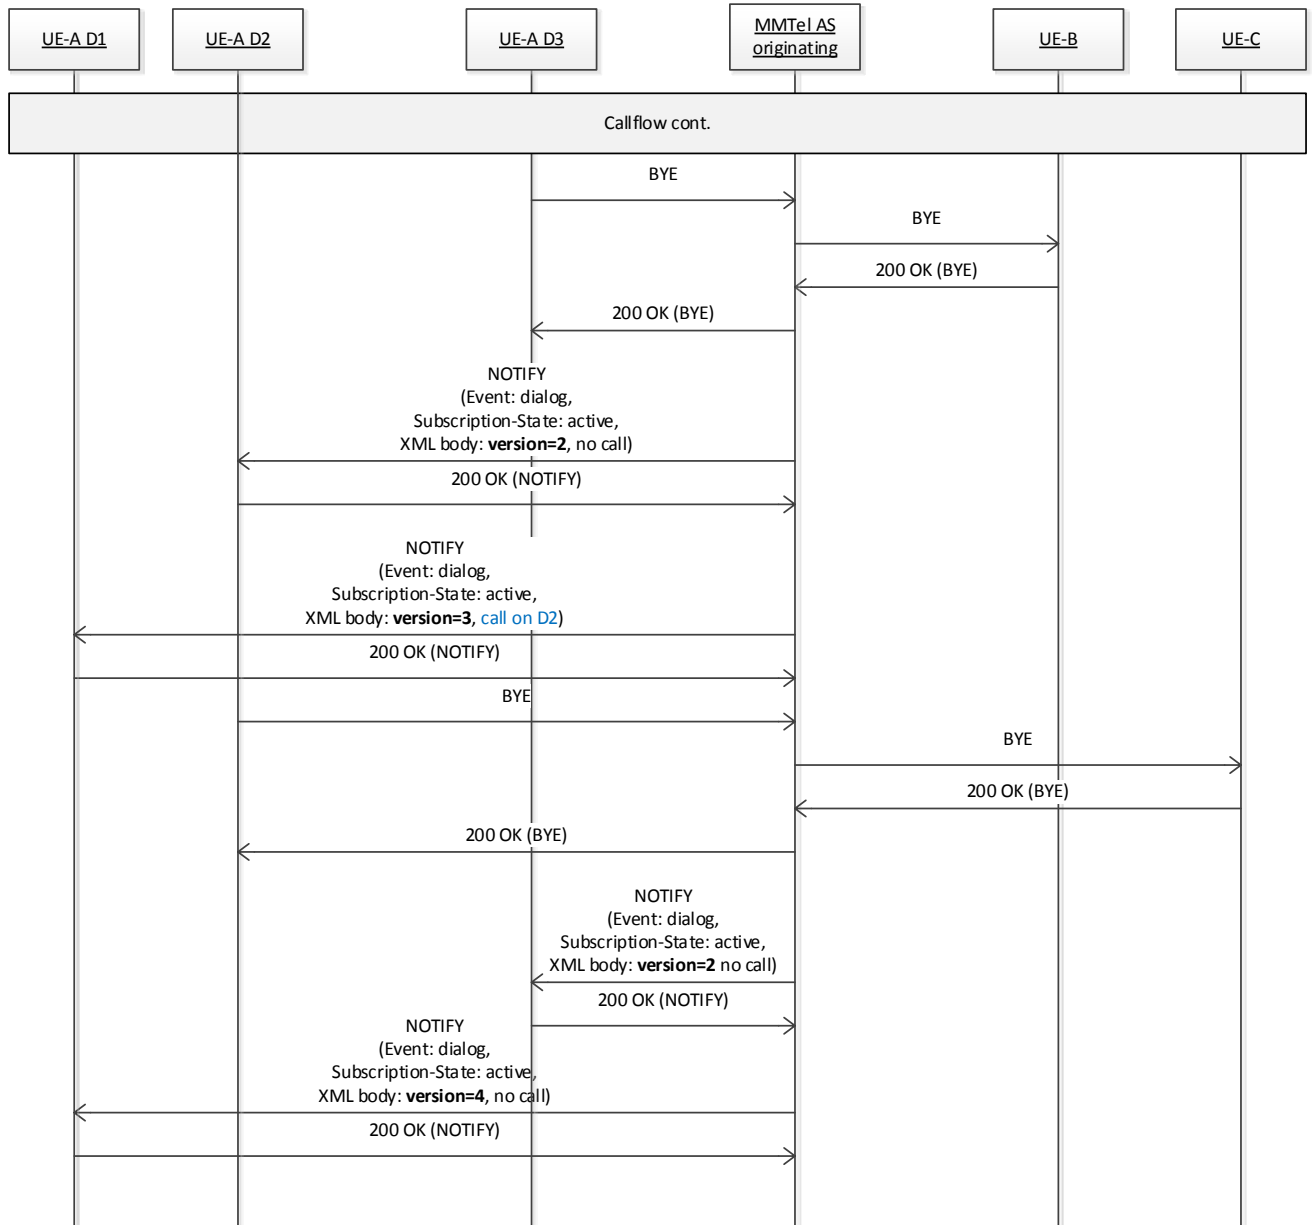 UE-A D1
UE-A D2
UE-A D3
MMTel AS
originating
UE-B
UE-C
Callflow cont.
BYE
BYE
200 OK (BYE)
200 OK (BYE)
NOTIFY
(Event: dialog,
Subscription-State: active,
XML body: version=2, no call)
200 OK (NOTIFY)
NOTIFY
(Event: dialog,
Subscription-State: active,
XML body: version=3, call on D2)
200 OK (NOTIFY)
BYE
BYE
200 OK (BYE)
200 OK (BYE)
NOTIFY
(Event: dialog,
Subscription-State: active,
XML body: version=2 no call)
200 OK (NOTIFY)
NOTIFY
(Event: dialog,
Subscription-State: active,
XML body: version=4, no call)
200 OK (NOTIFY)